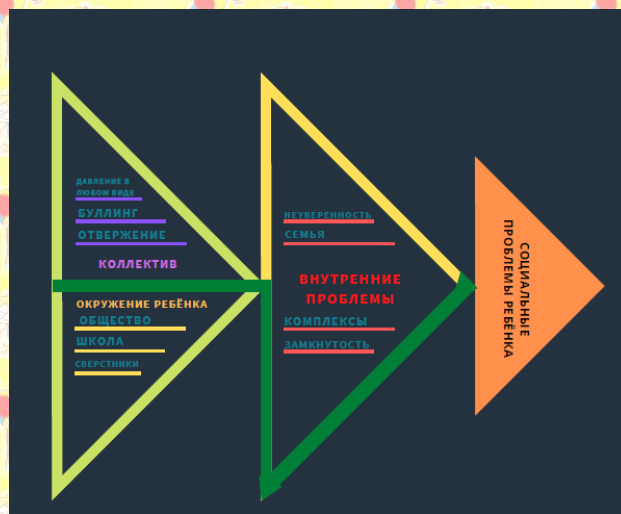 ДАВЛЕНИЕ В
ЛЮБОМ ВИДЕ
БУЛЛИНГ
ОТВЕРЖЕНИЕ
КОЛЛЕКТИВ
ОКРУЖЕНИЕ РЕБЁНКА
ОБЩЕСТВО
ШКОЛА
СВЕРСТНИКИ
НЕУВЕРЕННОСТЬ
СЕМЬЯ
ВНУТРЕННИЕ
ПРОБЛЕМЫ
КОМПЛЕКСЫ
ЗАМКНУТОСТЬ
СОЦИАЛЬНЫЕ
ПРОБЛЕМЫ РЕБЁНКА